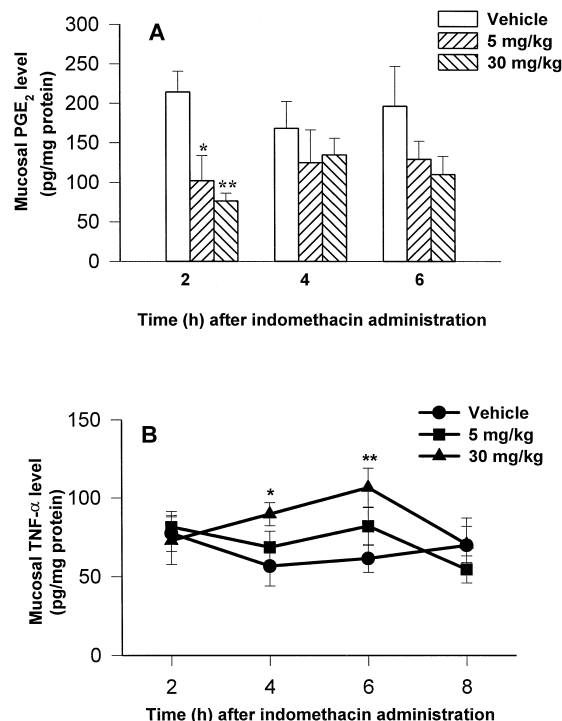 A
Vehicle
5 mg/kg
30 mg/kg
Mucosal PGE2 level
(pg/mg protein)
300
250
200
150
100
50
0
*
**
2 4 6
Time (h) after indomethacin administration
B
Vehicle
5 mg/kg
30 mg/kg
Mucosal TNF-α level
(pg/mg protein)
150
100
50
0
*
**
2 4 6 8
Time (h) after indomethacin administration